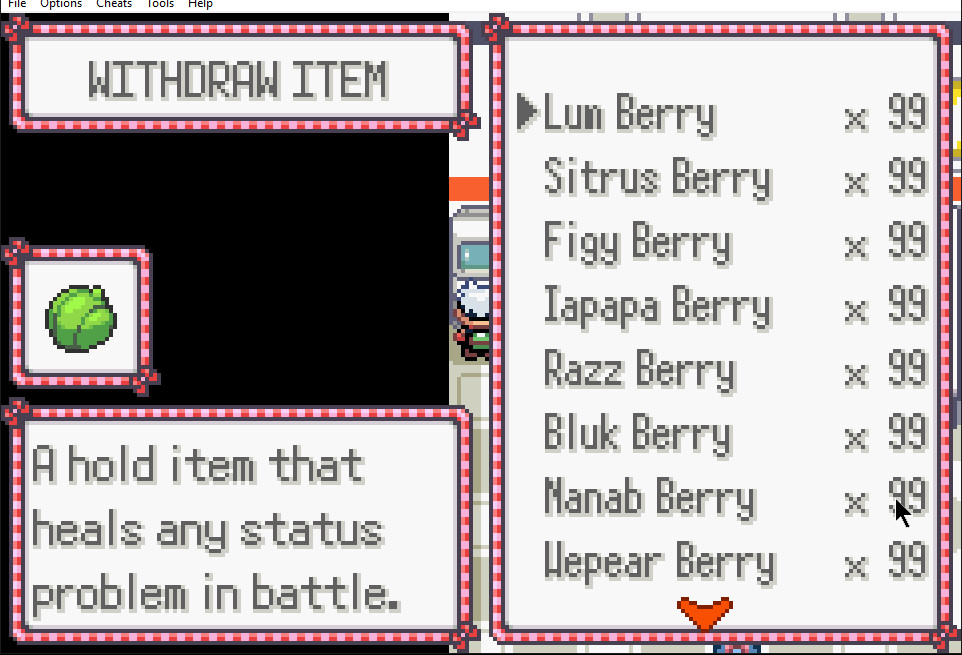 File Options Cheats Tools Help
WITHDRAW ITEM
Lum Berry x 99
Sitrus Berry x 99
Figy Berry x 99
Iapapa Berry x 99
Razz Berry x 99
Bluk Berry x 99
Manab Berry x 99
Wepear Berry x 99
A hold item that
heals any status
problem in battle.